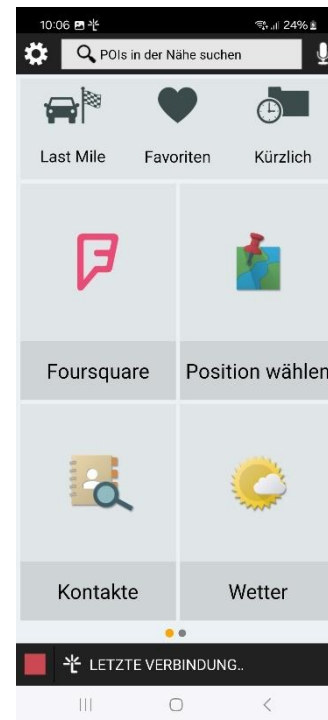 10:06
24%
POIs in der Nähe suchen
Last Mile
Favoriten
Kürzlich
Foursquare
Position wählen
Kontakte
Wetter
LETZTE VERBINDUNG..